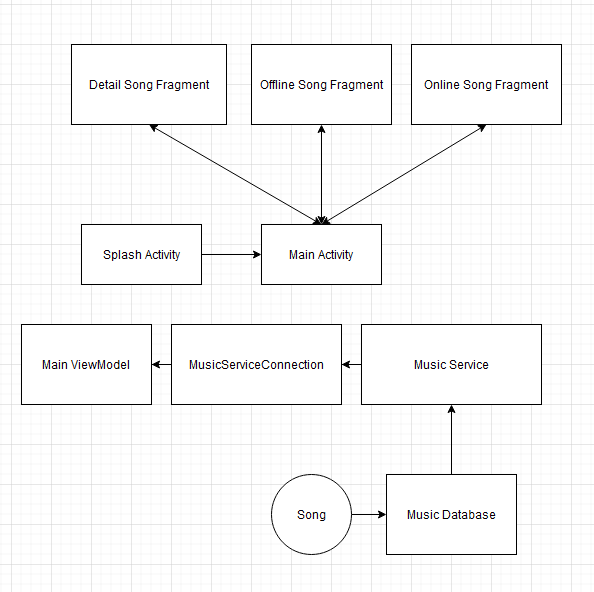 Detail Song Fragment
Offline Song Fragment
Online Song Fragment
Splash Activity
Main Activity
Main ViewModel
MusicServiceConnection
Music Service
Song
Music Database